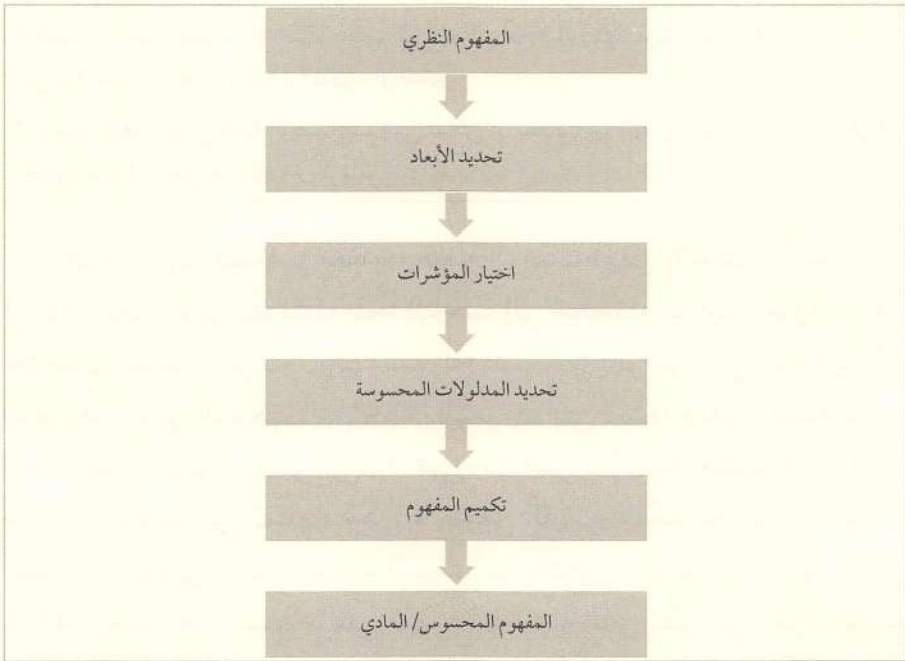 المفهوم النظري
تحديد الأبعاد
اختيار المؤشرات
تحديد المدلولات المحسوسة
تكميم المفهوم
المفهوم المحسوس/ المادي